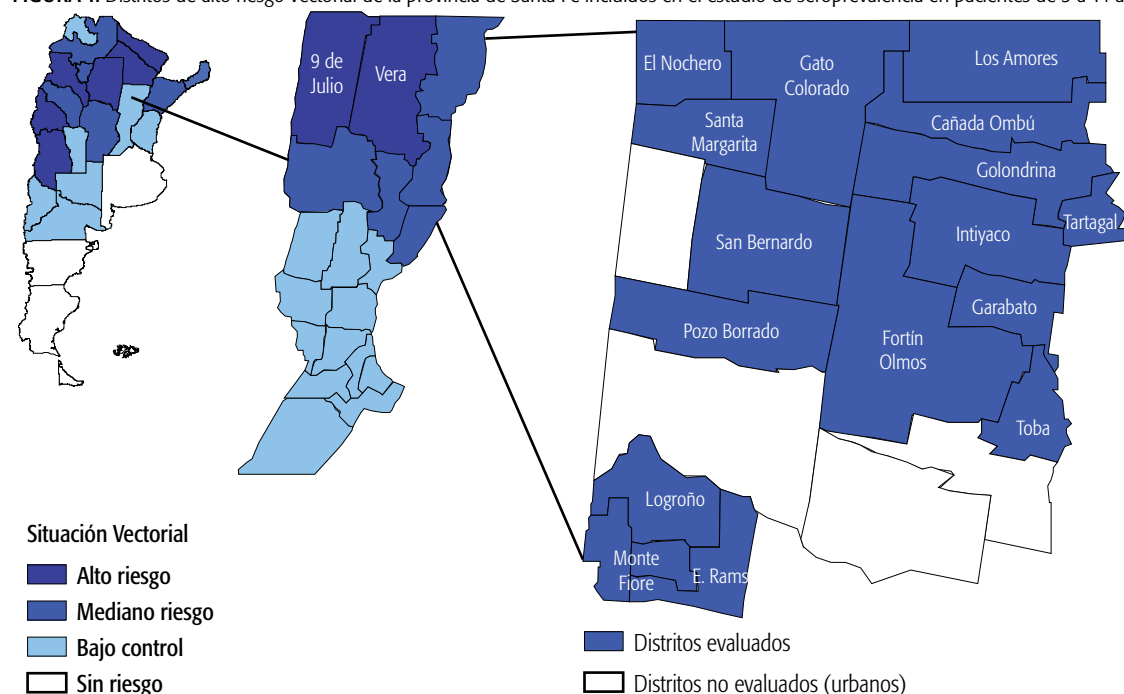 FIGURA 1. Distritos de alto riesgo vectorial de la provincia de Santa Fe incluidos en el estudio de seroprevalencia en pacientes de 5 a 14 a
9 de
Julio
Vera
El Nochero
Gato
Colorado
Los Amores
Santa
Margarita
Cañada Ombú
Golondrina
Tartagal
San Bernardo
Intiyaco
Garabato
Pozo Borrado
Fortín
Olmos
Toba
Logroño
Monte
Fiore
E. Rams
Situación Vectorial
Alto riesgo
Mediano riesgo
Bajo control
Sin riesgo
Distritos evaluados
Distritos no evaluados (urbanos)